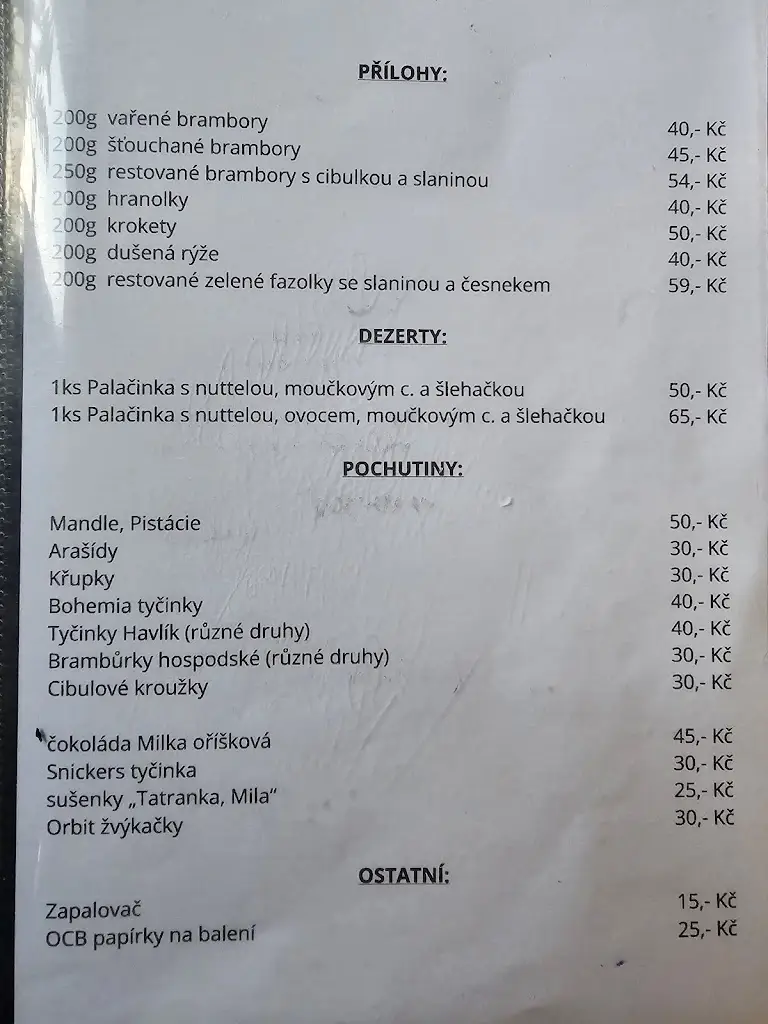 PŘÍLOHY:
200g vařené brambory 40,- Kč
200g šťouchané brambory 45,- Kč
250g restované brambory s cibulkou a slaninou 54,- Kč
200g hranolky 40,- Kč
200g krokety 50,- Kč
200g dušená rýže 40,- Kč
200g restované zelené fazolky se slaninou a česnekem 59,- Kč
DEZERTY:
1ks Palačinka s nuttelou, moučkovým c. a šlehačkou 50,- Kč
1ks Palačinka s nuttelou, ovocem, moučkovým c. a šlehačkou 65,- Kč
POCHUTINY:
Mandle, Pistácie 50,- Kč
Arašídy 30,- Kč
Křupky 30,- Kč
Bohemia tyčinky 40,- Kč
Tyčinky Havlík (různé druhy) 40,- Kč
Brambůrky hospodské (různé druhy) 30,- Kč
Cibulové kroužky 30,- Kč
čokoláda Milka oříšková 45,- Kč
Snickers tyčinka 30,- Kč
sušenky „Tatranka, Mila“ 25,- Kč
Orbit žvýkačky 30,- Kč
OSTATNÍ:
Zapalovač 15,- Kč
OCB papírky na balení 25,- Kč